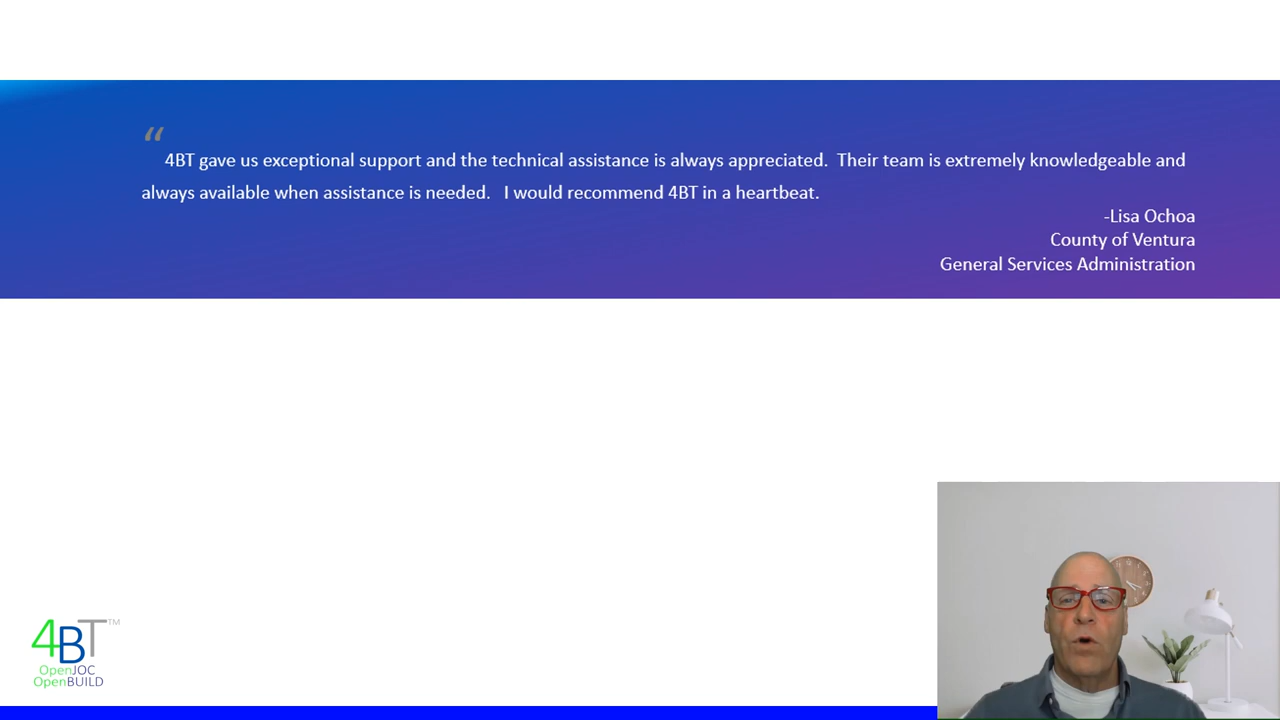 “
4BT gave us exceptional support and the technical assistance is always appreciated.  Their team is extremely knowledgeable and
always available when assistance is needed.   I would recommend 4BT in a heartbeat.
-Lisa Ochoa
County of Ventura
General Services Administration
4BT™
OpenJOC
OpenBUILD